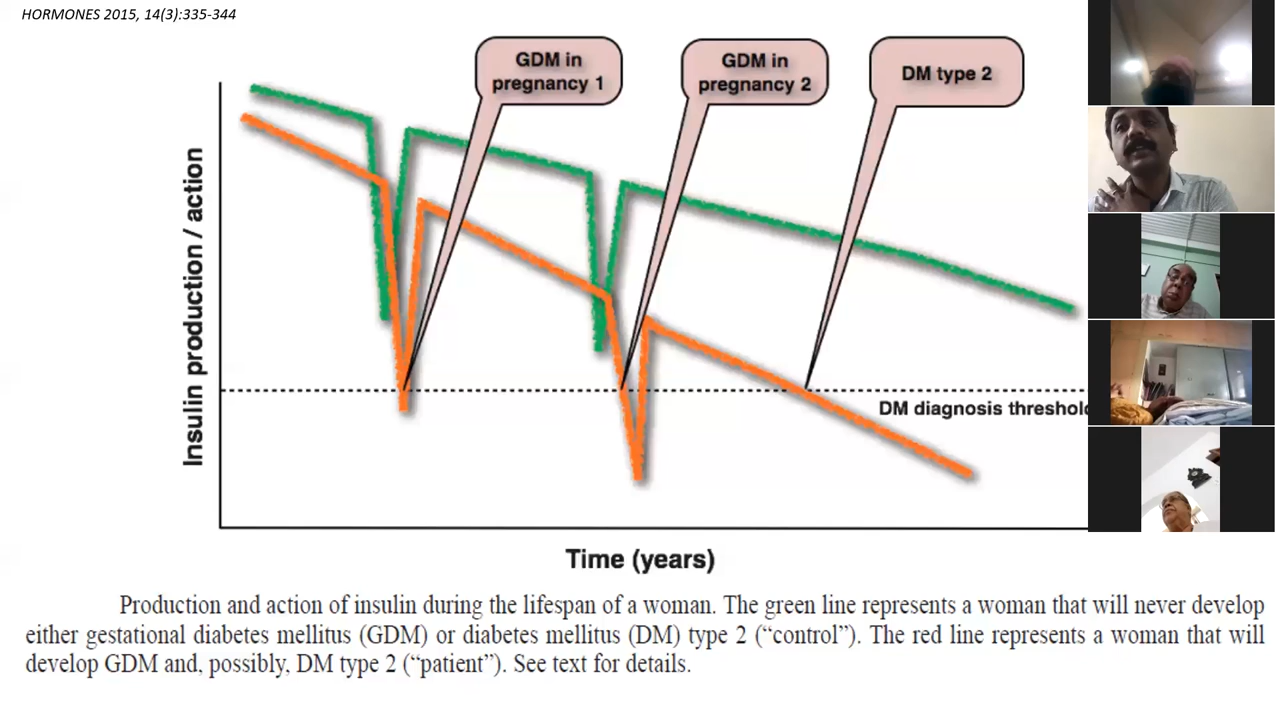 HORMONES 2015, 14(3):335-344
GDM in
pregnancy 1
GDM in
pregnancy 2
DM type 2
Insulin production / action
DM diagnosis threshold
Time (years)
Production and action of insulin during the lifespan of a woman. The green line represents a woman that will never develop
either gestational diabetes mellitus (GDM) or diabetes mellitus (DM) type 2 (“control”). The red line represents a woman that will
develop GDM and, possibly, DM type 2 (“patient”). See text for details.